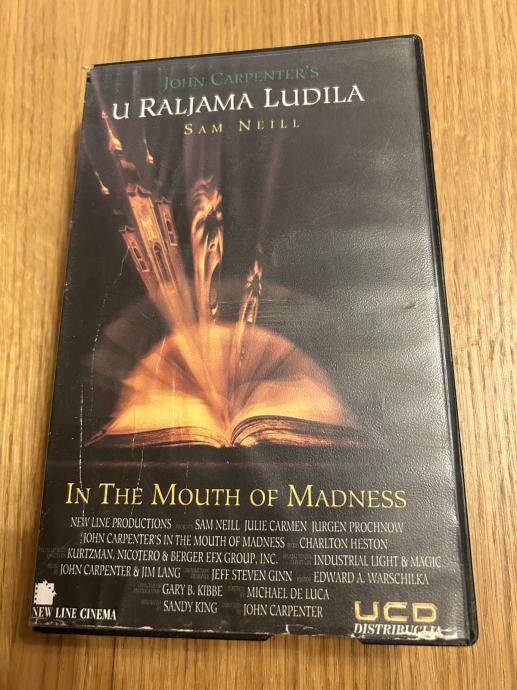 JOHN CARPENTER'S
U RALJAMA LUDILA
SAM NEILL
IN THE MOUTH OF MADNESS
NEW LINE PRODUCTIONS SAM NEILL JULIE CARMEN JURGEN PROCHNOW
JOHN CARPENTER'S IN THE MOUTH OF MADNESS CHARLTON HESTON
KURTZMAN, NICOTERO & BERGER EFX GROUP, INC. INDUSTRIAL LIGHT & MAGIC
JOHN CARPENTER & JIM LANG JEFF STEVEN GINN EDWARD A. WARSCHILKA
GARY B. KIBBE MICHAEL DE LUCA
SANDY KING JOHN CARPENTER
NEW LINE CINEMA
UCD
DISTRIBUCIJA